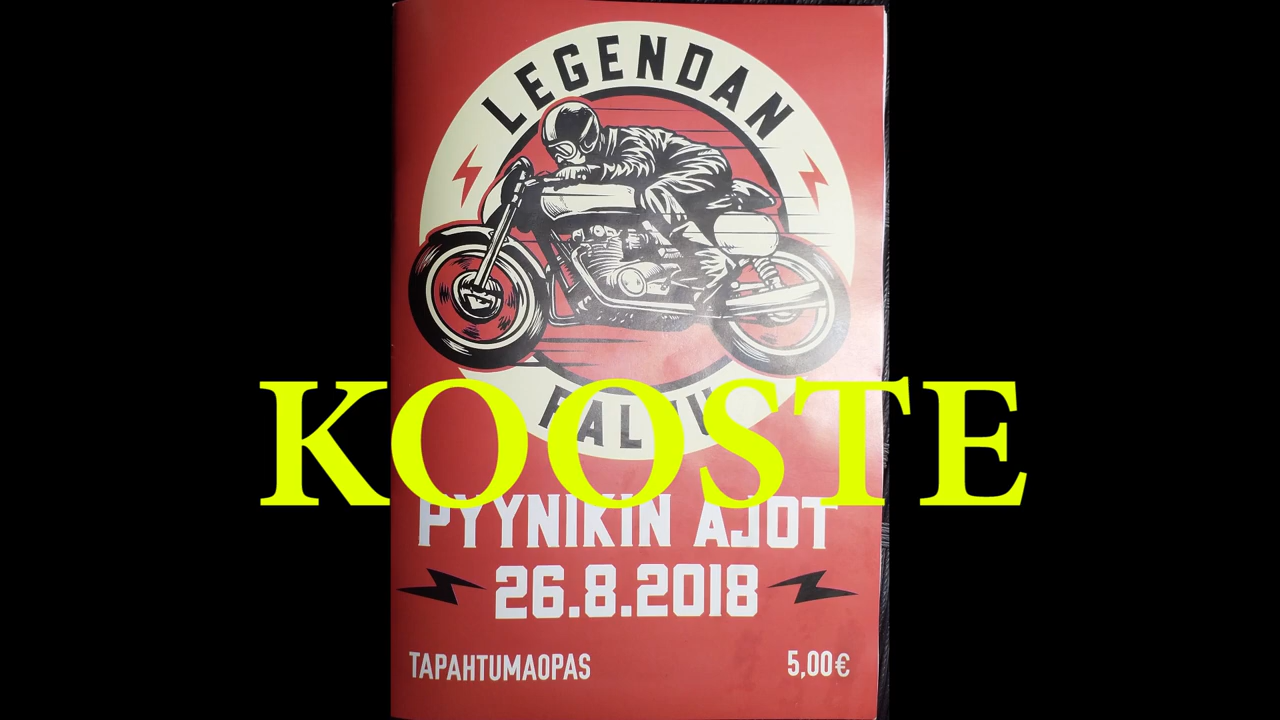 LEGENDAN
KOOSTE
PYYNIKIN AJOT
26.8.2018
TAPAHTUMAOPAS
5,00€